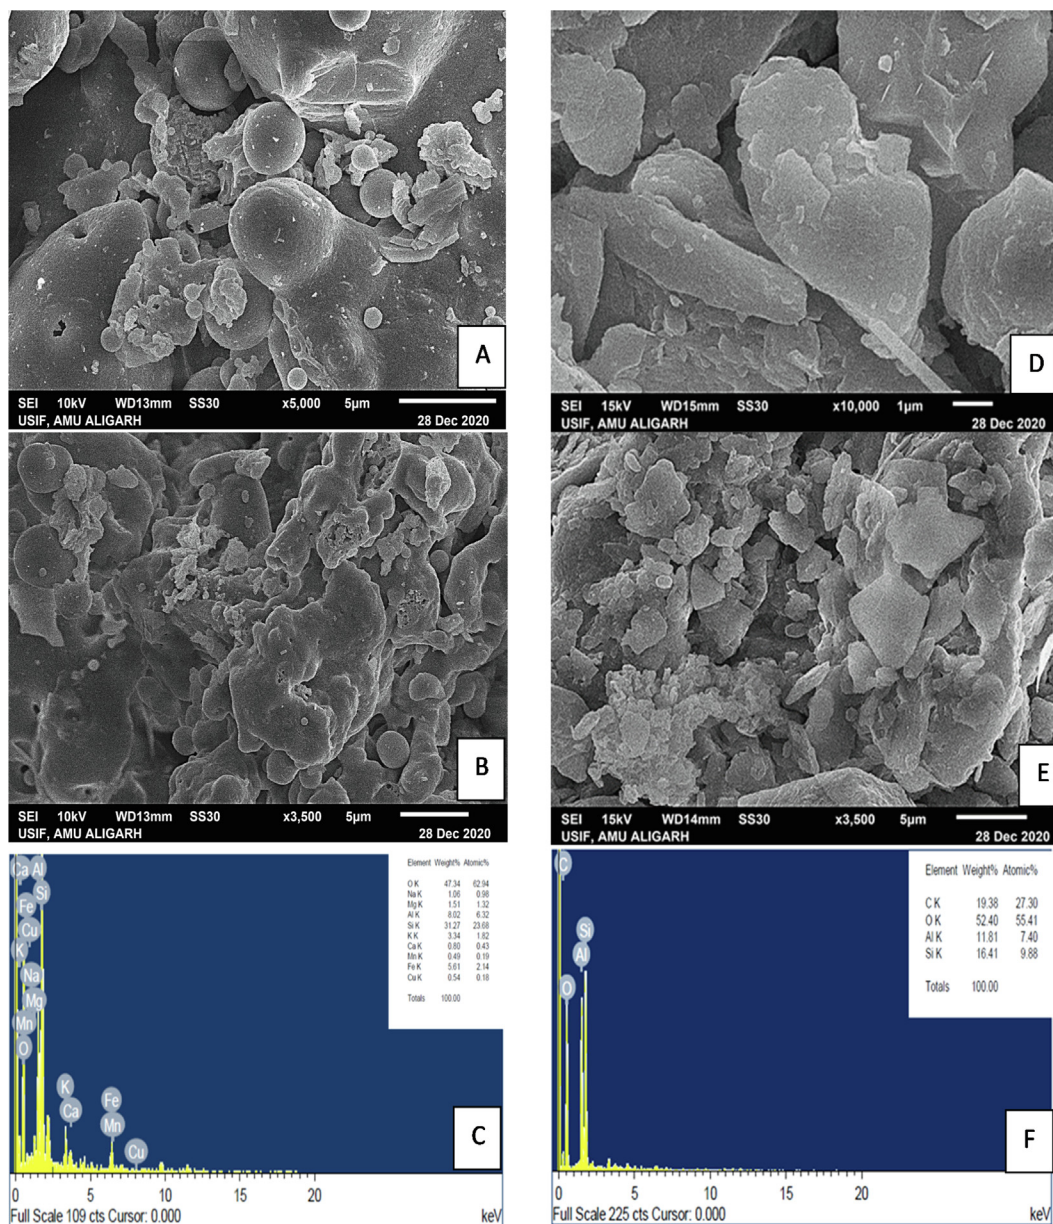 A
SEI 10kV WD13mm SS30 x5,000 5µm
USIF, AMU ALIGARH 28 Dec 2020
D
SEI 15kV WD15mm SS30 x10,000 1µm
USIF, AMU ALIGARH 28 Dec 2020
B
SEI 10kV WD13mm SS30 x3,500 5µm
USIF, AMU ALIGARH 28 Dec 2020
E
SEI 15kV WD14mm SS30 x3,500 5µm
USIF, AMU ALIGARH 28 Dec 2020
Ca Al
Si
Fe
Cu
K
Na
Mg
Mn
O
K
Ca
Fe
Mn
Cu
Element Weight% Atomic%
O K 47.34 62.94
Na K 1.06 0.98
Mg K 1.51 1.32
Al K 8.02 6.32
Si K 31.27 23.68
K K 3.34 1.82
Ca K 0.80 0.43
Mn K 0.49 0.19
Fe K 5.61 2.14
Cu K 0.54 0.18
Totals 100.00
C
0 5 10 15 20
Full Scale 109 cts Cursor: 0.000 keV
C
Si
Al
O
Element Weight% Atomic%
C K 19.38 27.30
O K 52.40 55.41
Al K 11.81 7.40
Si K 16.41 9.88
Totals 100.00
F
0 5 10 15 20
Full Scale 225 cts Cursor: 0.000 keV